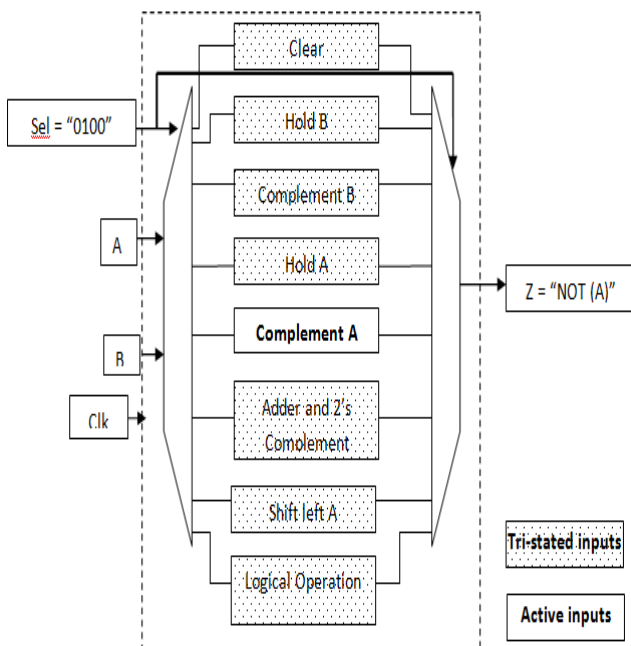 Clear
Sel = "0100"
Hold B
Complement B
A
Hold A
Z = "NOT (A)"
Complement A
B
Adder and 2's
Comolement
Clk
Shift left A
Tri-stated inputs
Logical Operation
Active inputs